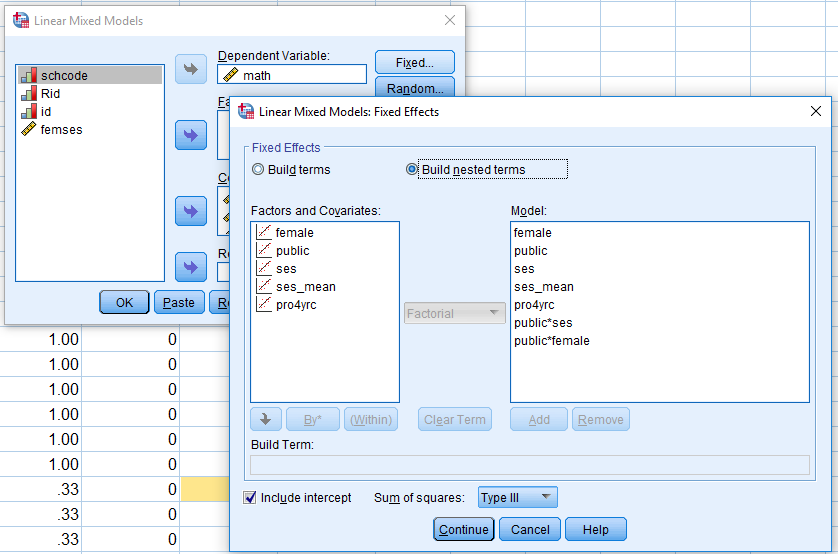 Linear Mixed Models
Dependent Variable:
schcode
Rid
id
femses
math
Fixed...
Random...
Fa
Co
Re
OK
Paste
Re
1.00 0
1.00 0
1.00 0
1.00 0
1.00 0
1.00 0
.33 0
.33 0
.33 0
Linear Mixed Models: Fixed Effects
Fixed Effects
Build terms
Build nested terms
Factors and Covariates:
female
public
ses
ses_mean
pro4yrc
Factorial
Model:
female
public
ses
ses_mean
pro4yrc
public*ses
public*female
By*
(Within)
Clear Term
Add
Remove
Build Term:
Include intercept
Sum of squares:
Type III
Continue
Cancel
Help